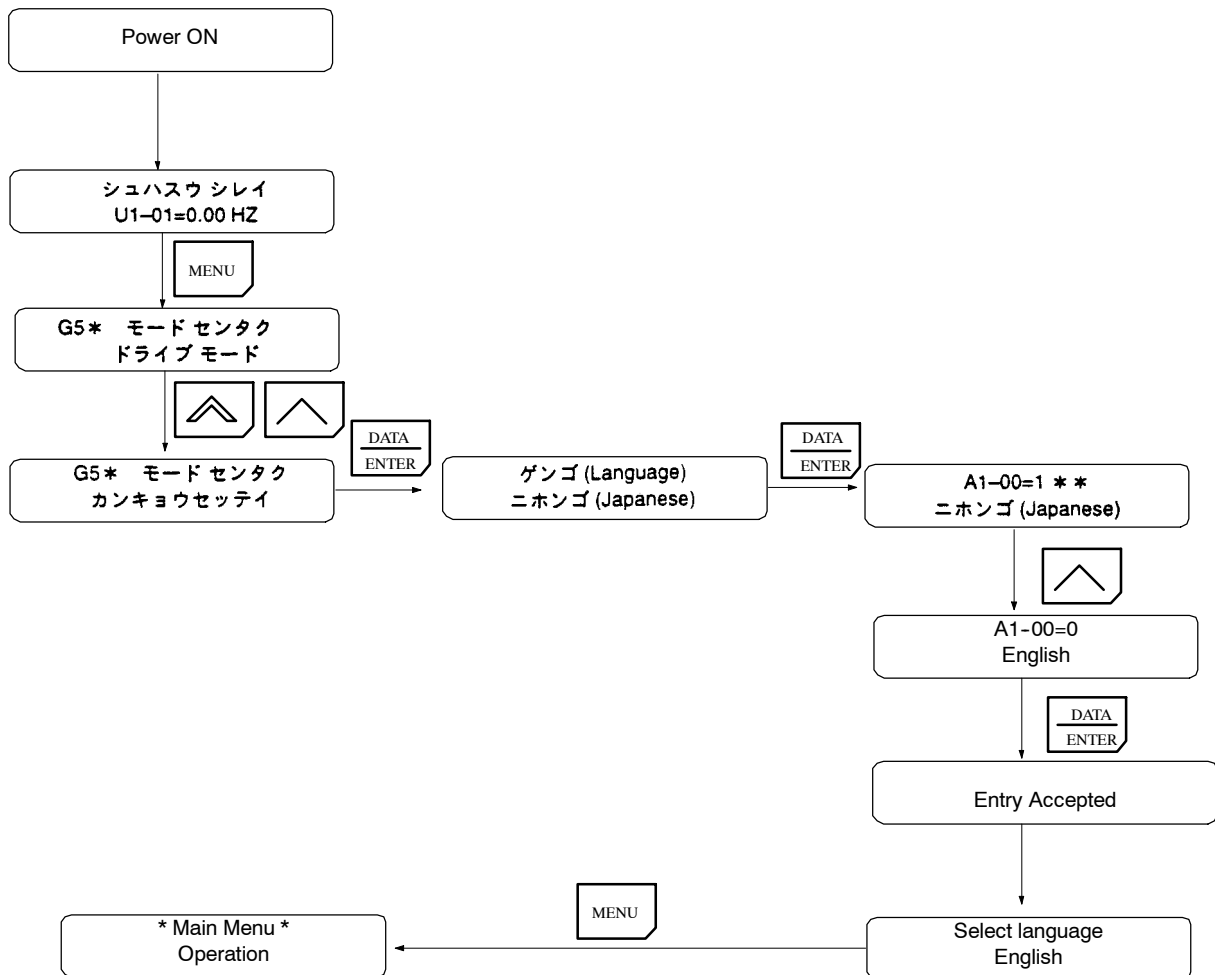 Power ON
シュハスウ シレイ
U1-01=0.00 HZ
MENU
G5* モード センタク
ドライブ モード
DATA
ENTER
G5* モード センタク
カンキョウセッテイ
ゲンゴ (Language)
ニホンゴ (Japanese)
DATA
ENTER
A1-00=1 * *
ニホンゴ (Japanese)
A1-00=0
English
DATA
ENTER
Entry Accepted
Select language
English
MENU
* Main Menu *
Operation